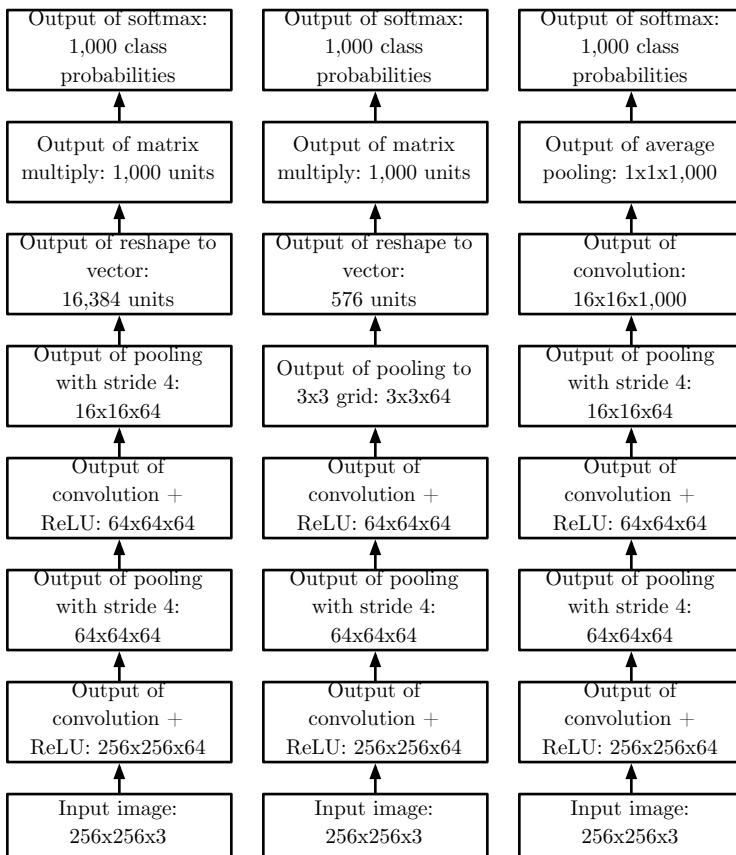 Output of softmax:
1,000 class
probabilities
Output of matrix
multiply: 1,000 units
Output of reshape to
vector:
16,384 units
Output of pooling
with stride 4:
16x16x64
Output of
convolution +
ReLU: 64x64x64
Output of pooling
with stride 4:
64x64x64
Output of
convolution +
ReLU: 256x256x64
Input image:
256x256x3
Output of softmax:
1,000 class
probabilities
Output of matrix
multiply: 1,000 units
Output of reshape to
vector:
576 units
Output of pooling to
3x3 grid: 3x3x64
Output of
convolution +
ReLU: 64x64x64
Output of pooling
with stride 4:
64x64x64
Output of
convolution +
ReLU: 256x256x64
Input image:
256x256x3
Output of softmax:
1,000 class
probabilities
Output of average
pooling: 1x1x1,000
Output of
convolution:
16x16x1,000
Output of pooling
with stride 4:
16x16x64
Output of
convolution +
ReLU: 64x64x64
Output of pooling
with stride 4:
64x64x64
Output of
convolution +
ReLU: 256x256x64
Input image:
256x256x3